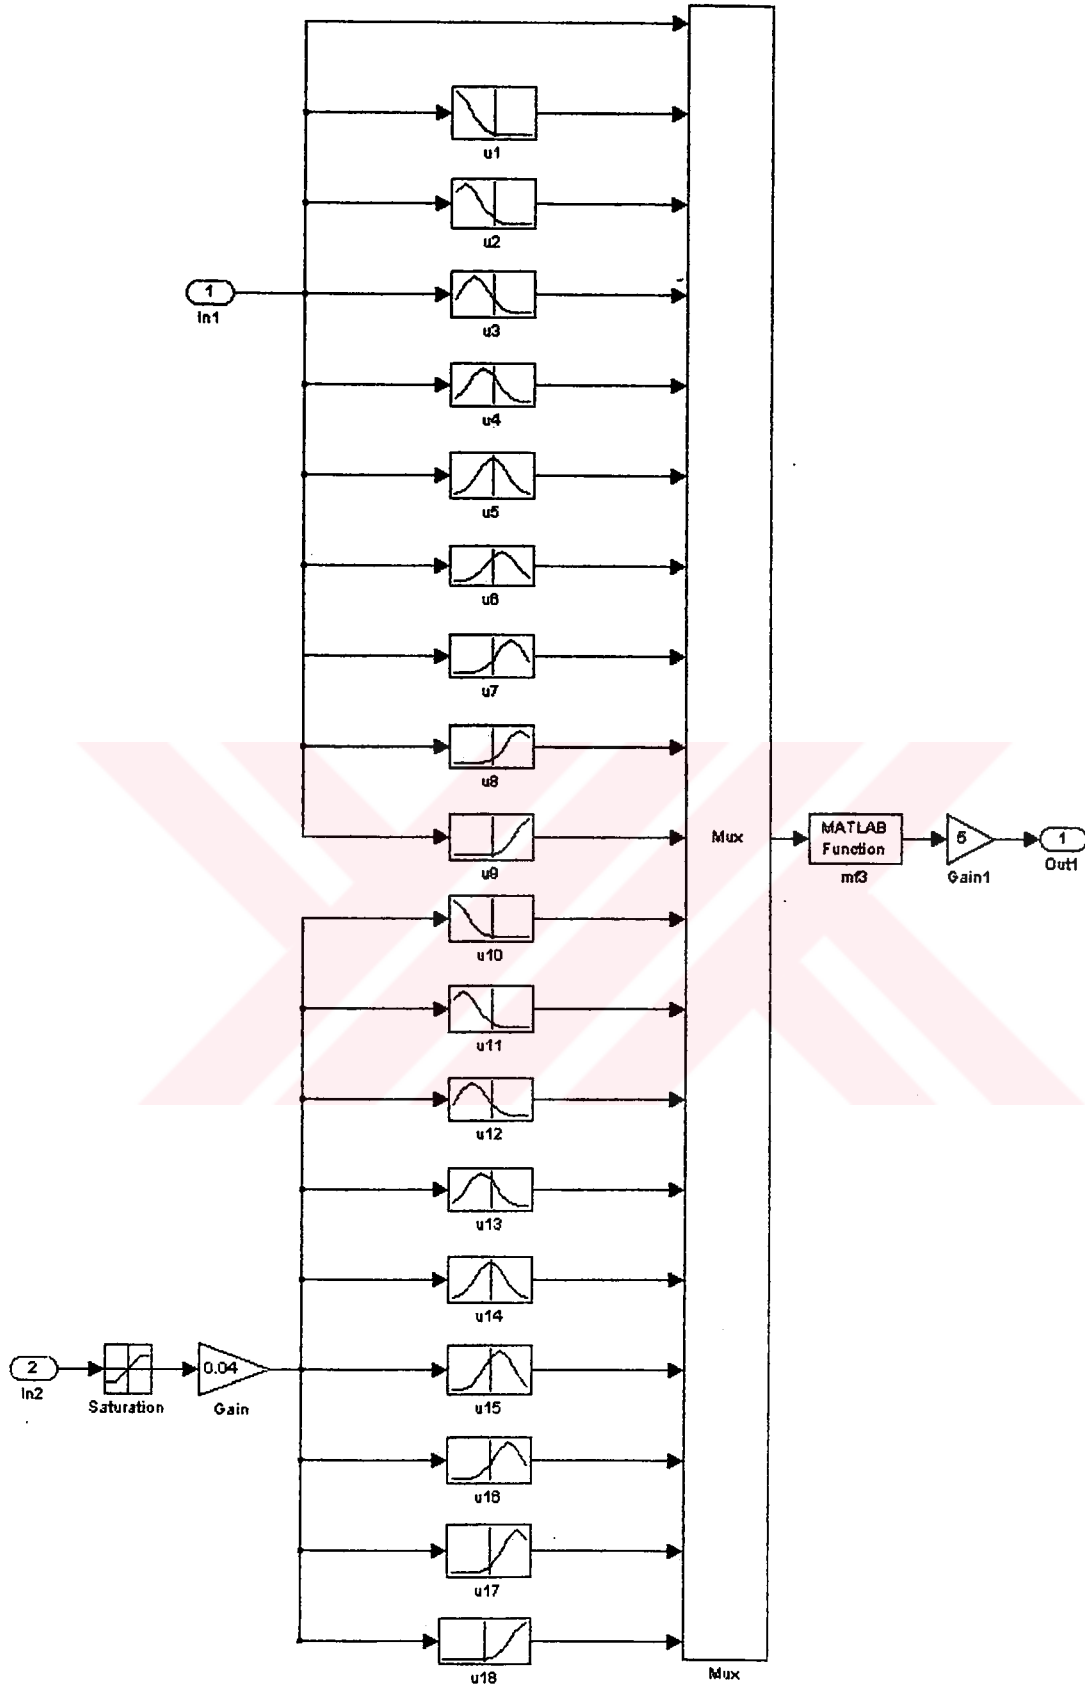 u1
u2
1
In1
u3
u4
u5
u6
u7
u8
u9
Mux
MATLAB
Function
mf3
5
Gain1
1
Out1
u10
u11
u12
u13
u14
2
In2
Saturation
0.04
Gain
u15
u16
u17
u18
Mux